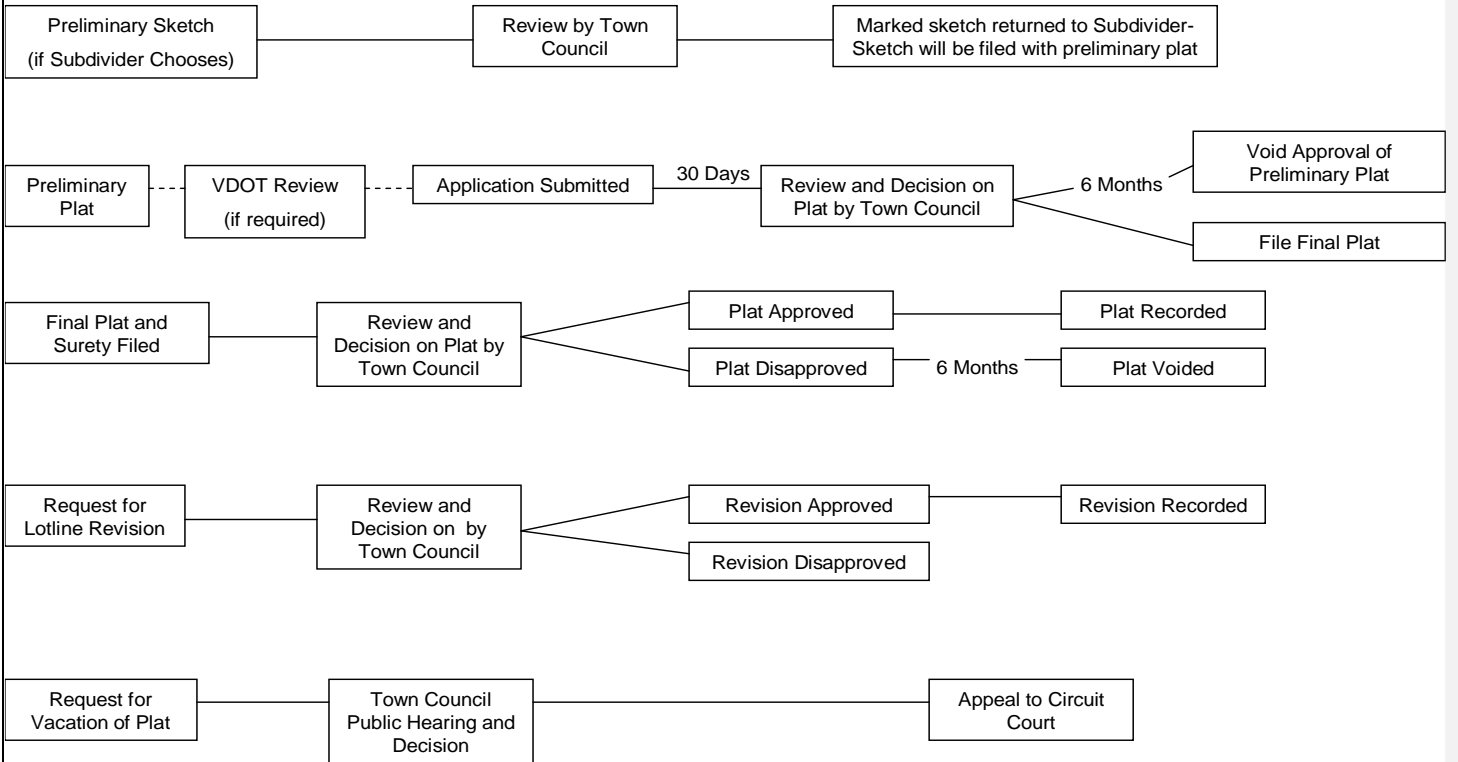 Preliminary Sketch
(if Subdivider Chooses)
Review by Town
Council
Marked sketch returned to Subdivider-
Sketch will be filed with preliminary plat
Preliminary
Plat
VDOT Review
(if required)
Application Submitted
30 Days
Review and Decision on
Plat by Town Council
6 Months
Void Approval of
Preliminary Plat
File Final Plat
Final Plat and
Surety Filed
Review and
Decision on Plat by
Town Council
Plat Approved
Plat Recorded
Plat Disapproved
6 Months
Plat Voided
Request for
Lotline Revision
Review and
Decision on by
Town Council
Revision Approved
Revision Recorded
Revision Disapproved
Request for
Vacation of Plat
Town Council
Public Hearing and
Decision
Appeal to Circuit
Court